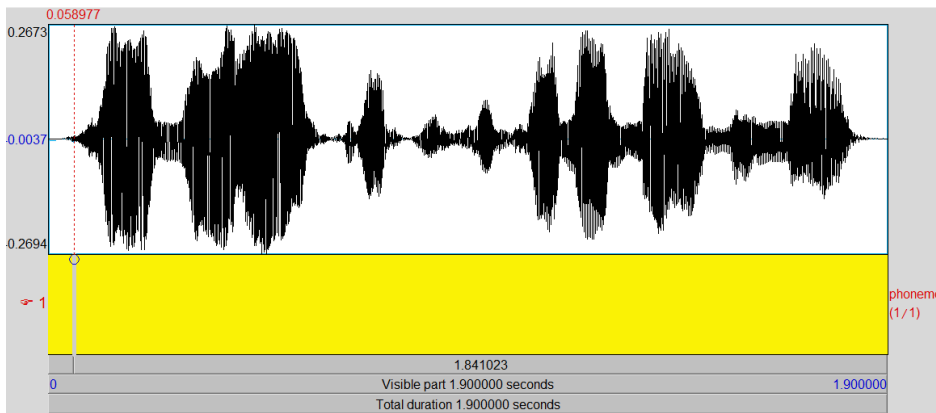 0.058977
0.2673
-0.0037
-0.2694
1
phoneme
(1/1)
1.841023
0 Visible part 1.900000 seconds 1.900000
Total duration 1.900000 seconds